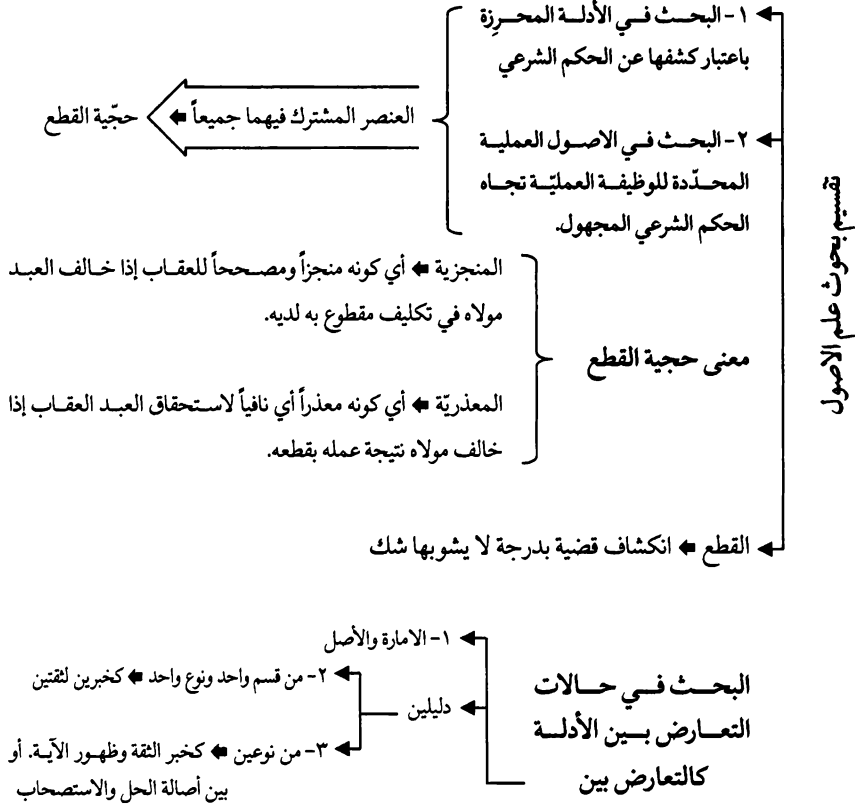 تقسيم بحوث علم الاصول
١- البحث في الأدلة المحرِزة
باعتبار كشفها عن الحكم الشرعي
٢- البحث في الاصول العملية
المحدّدة للوظيفة العمليّة تجاه
الحكم الشرعي المجهول.
العنصر المشترك فيهما جميعاً حجّية القطع
معنى حجية القطع
المنجزية أي كونه منجزاً ومصححاً للعقاب إذا خالف العبد
مولاه في تكليف مقطوع به لديه.
المعذريّة أي كونه معذراً أي نافياً لاستحقاق العبد العقاب إذا
خالف مولاه نتيجة عمله بقطعه.
القطع انكشاف قضية بدرجة لا يشوبها شك
البحث في حالات
التعارض بين الأدلة
كالتعارض بين
١- الامارة والأصل
دليلين
٢- من قسم واحد ونوع واحد كخبرين لثقتين
٣- من نوعين كخبر الثقة وظهور الآية. أو
بين أصالة الحل والاستصحاب